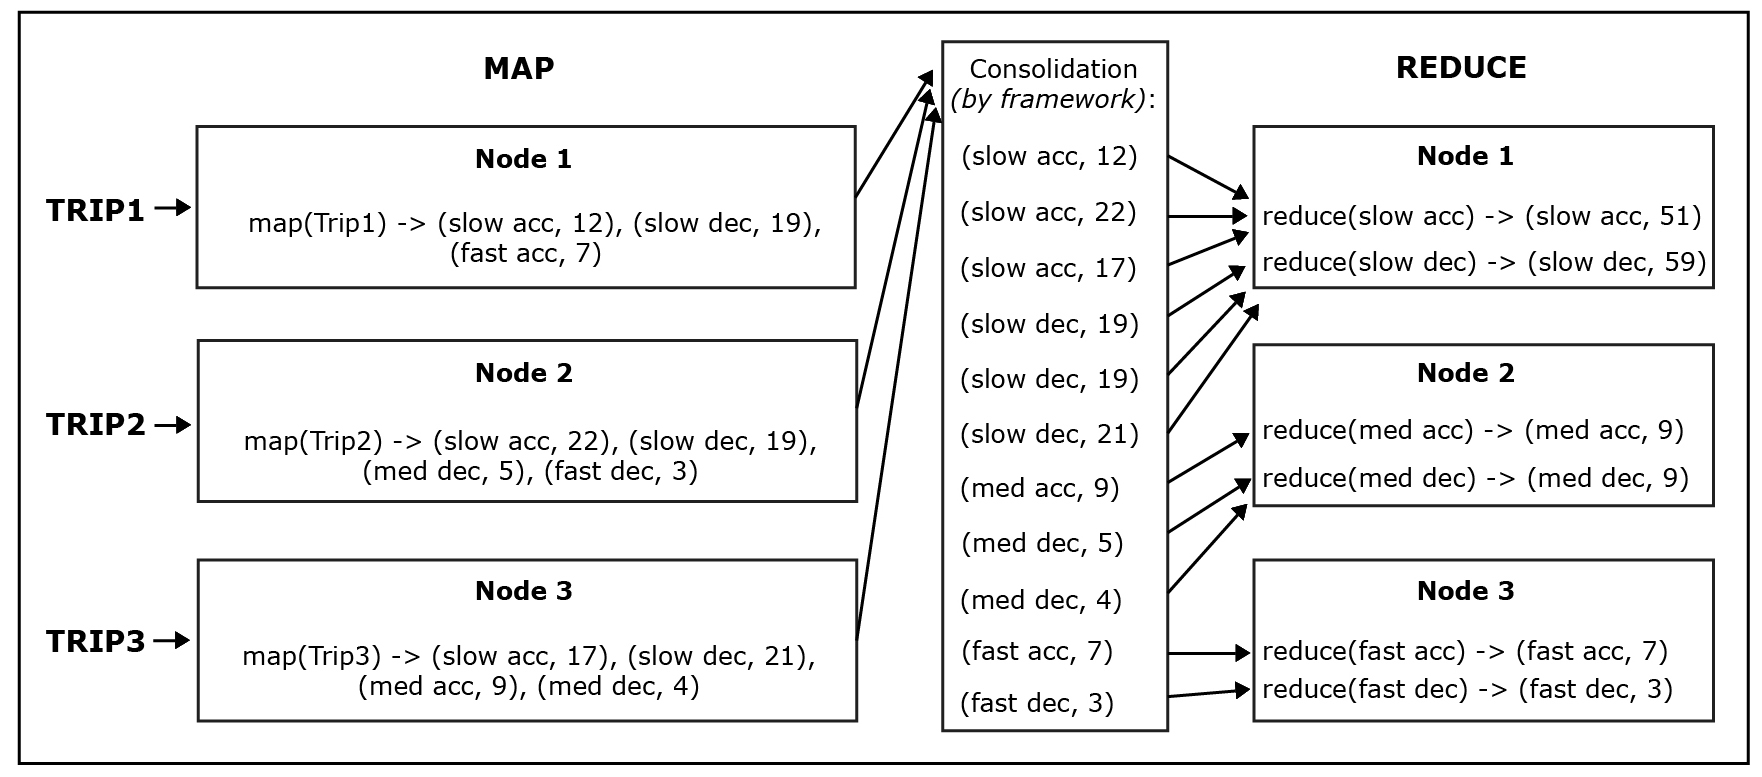 MAP
TRIP1
Node 1
map(Trip1) -> (slow acc, 12), (slow dec, 19),
(fast acc, 7)
TRIP2
Node 2
map(Trip2) -> (slow acc, 22), (slow dec, 19),
(med dec, 5), (fast dec, 3)
TRIP3
Node 3
map(Trip3) -> (slow acc, 17), (slow dec, 21),
(med acc, 9), (med dec, 4)
Consolidation
(by framework):
(slow acc, 12)
(slow acc, 22)
(slow acc, 17)
(slow dec, 19)
(slow dec, 19)
(slow dec, 21)
(med acc, 9)
(med dec, 5)
(med dec, 4)
(fast acc, 7)
(fast dec, 3)
REDUCE
Node 1
reduce(slow acc) -> (slow acc, 51)
reduce(slow dec) -> (slow dec, 59)
Node 2
reduce(med acc) -> (med acc, 9)
reduce(med dec) -> (med dec, 9)
Node 3
reduce(fast acc) -> (fast acc, 7)
reduce(fast dec) -> (fast dec, 3)